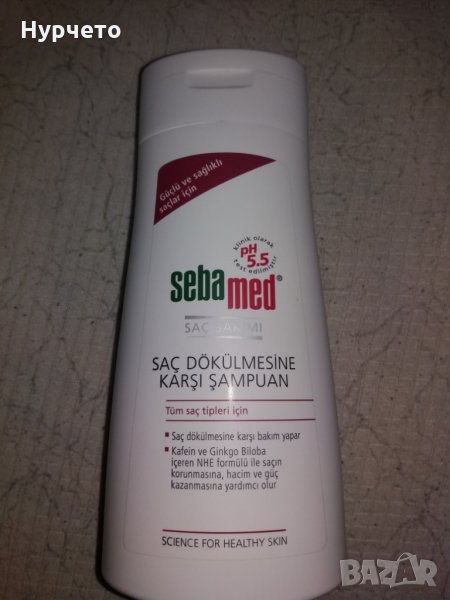 Нурчето
Güçlü ve sağlıklı
saçlar için
klinik olarak
pH
5.5
test edilmiştir
sebamed®
SAÇ BAKIMI
SAÇ DÖKÜLMESİNE
KARŞI ŞAMPUAN
Tüm saç tipleri için
• Saç dökülmesine karşı bakım yapar
• Kafein ve Ginkgo Biloba
içeren NHE formülü ile saçın
korunmasına, hacim ve güç
kazanmasına yardımcı olur
SCIENCE FOR HEALTHY SKIN
BAZAR